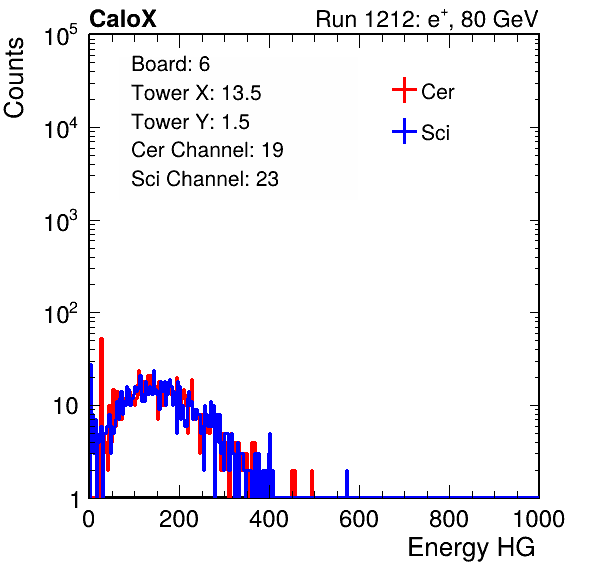 CaloX Run 1212: e⁺, 80 GeV
Counts
10⁵
10⁴
10³
10²
10
1
Board: 6
Tower X: 13.5
Tower Y: 1.5
Cer Channel: 19
Sci Channel: 23
Cer
Sci
0 200 400 600 800 1000
Energy HG